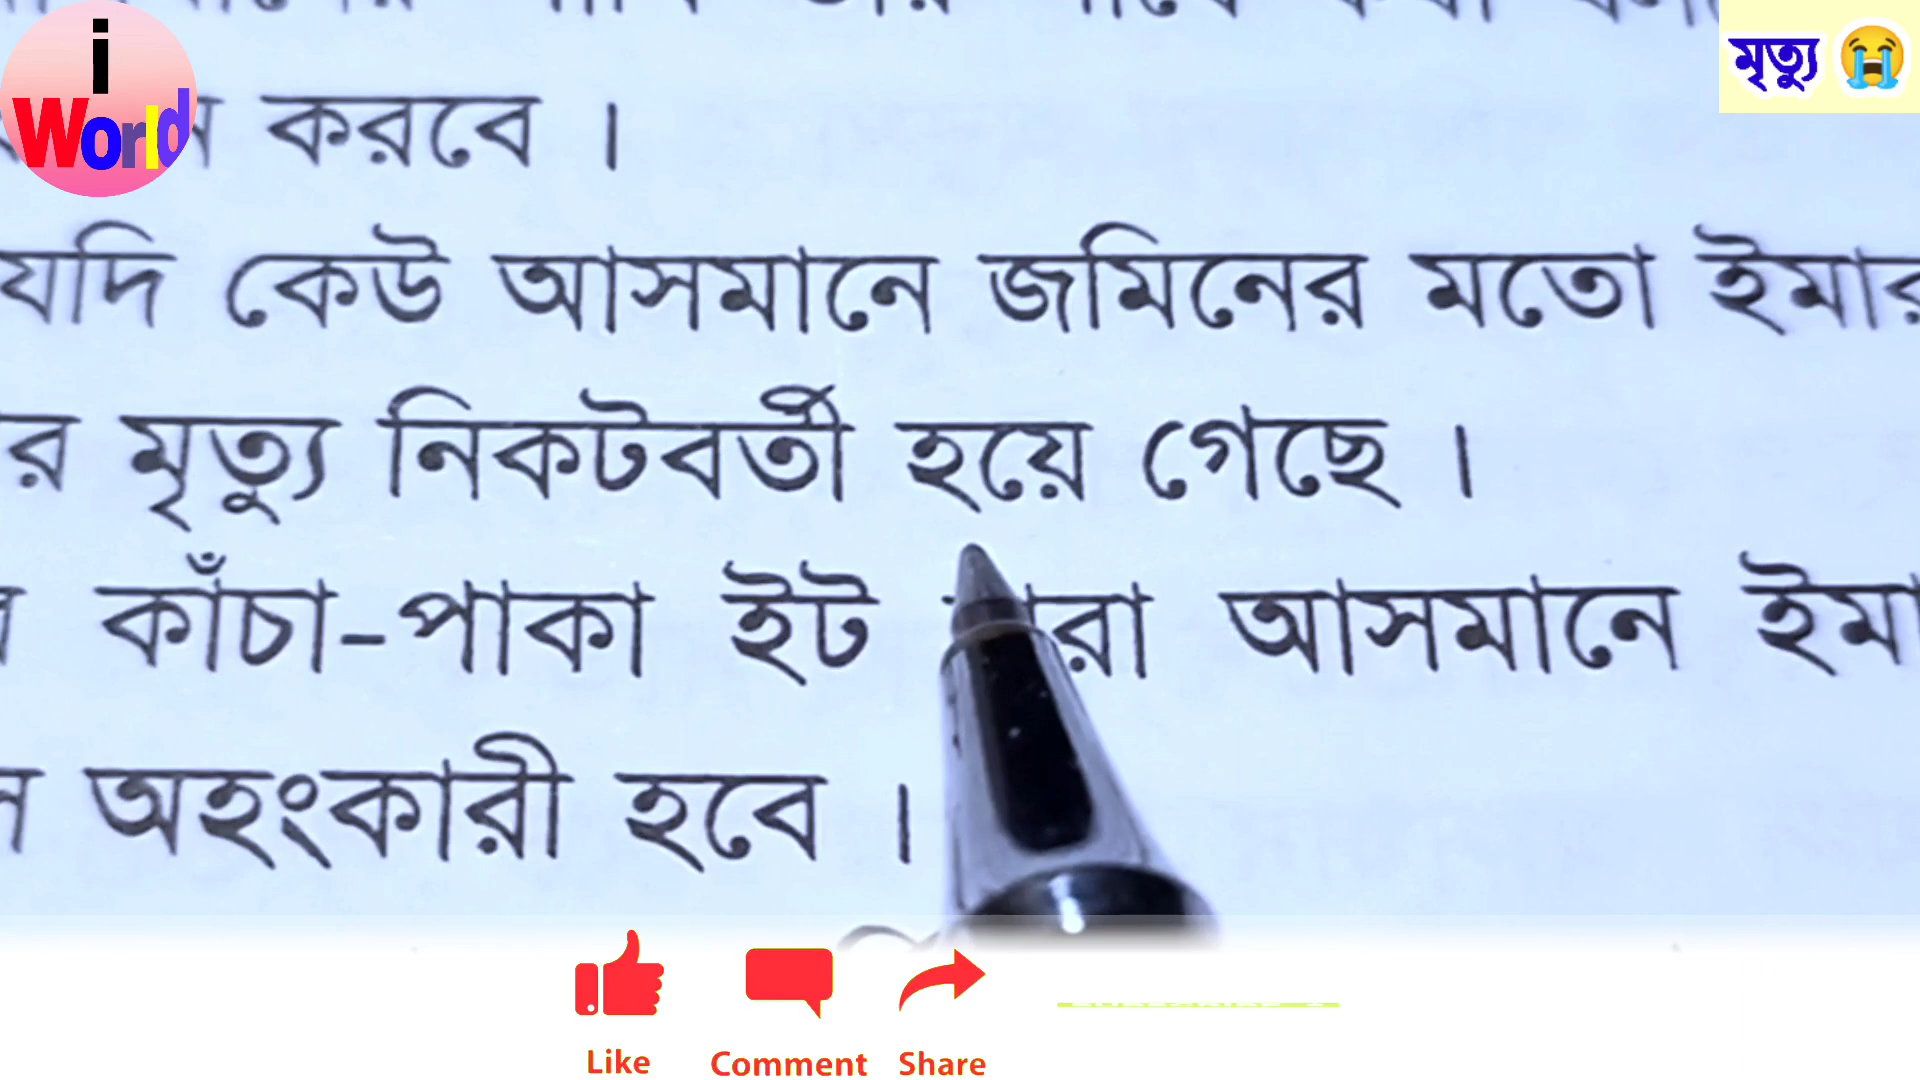 i
World
মৃত্যু 😭
করবে ।
যদি কেউ আসমানে জমিনের মতো
র মৃত্যু নিকটবর্তী হয়ে গেছে ।
কাঁচা-পাকা ইট আসমানে
অহংকারী হবে ।
Like Comment Share